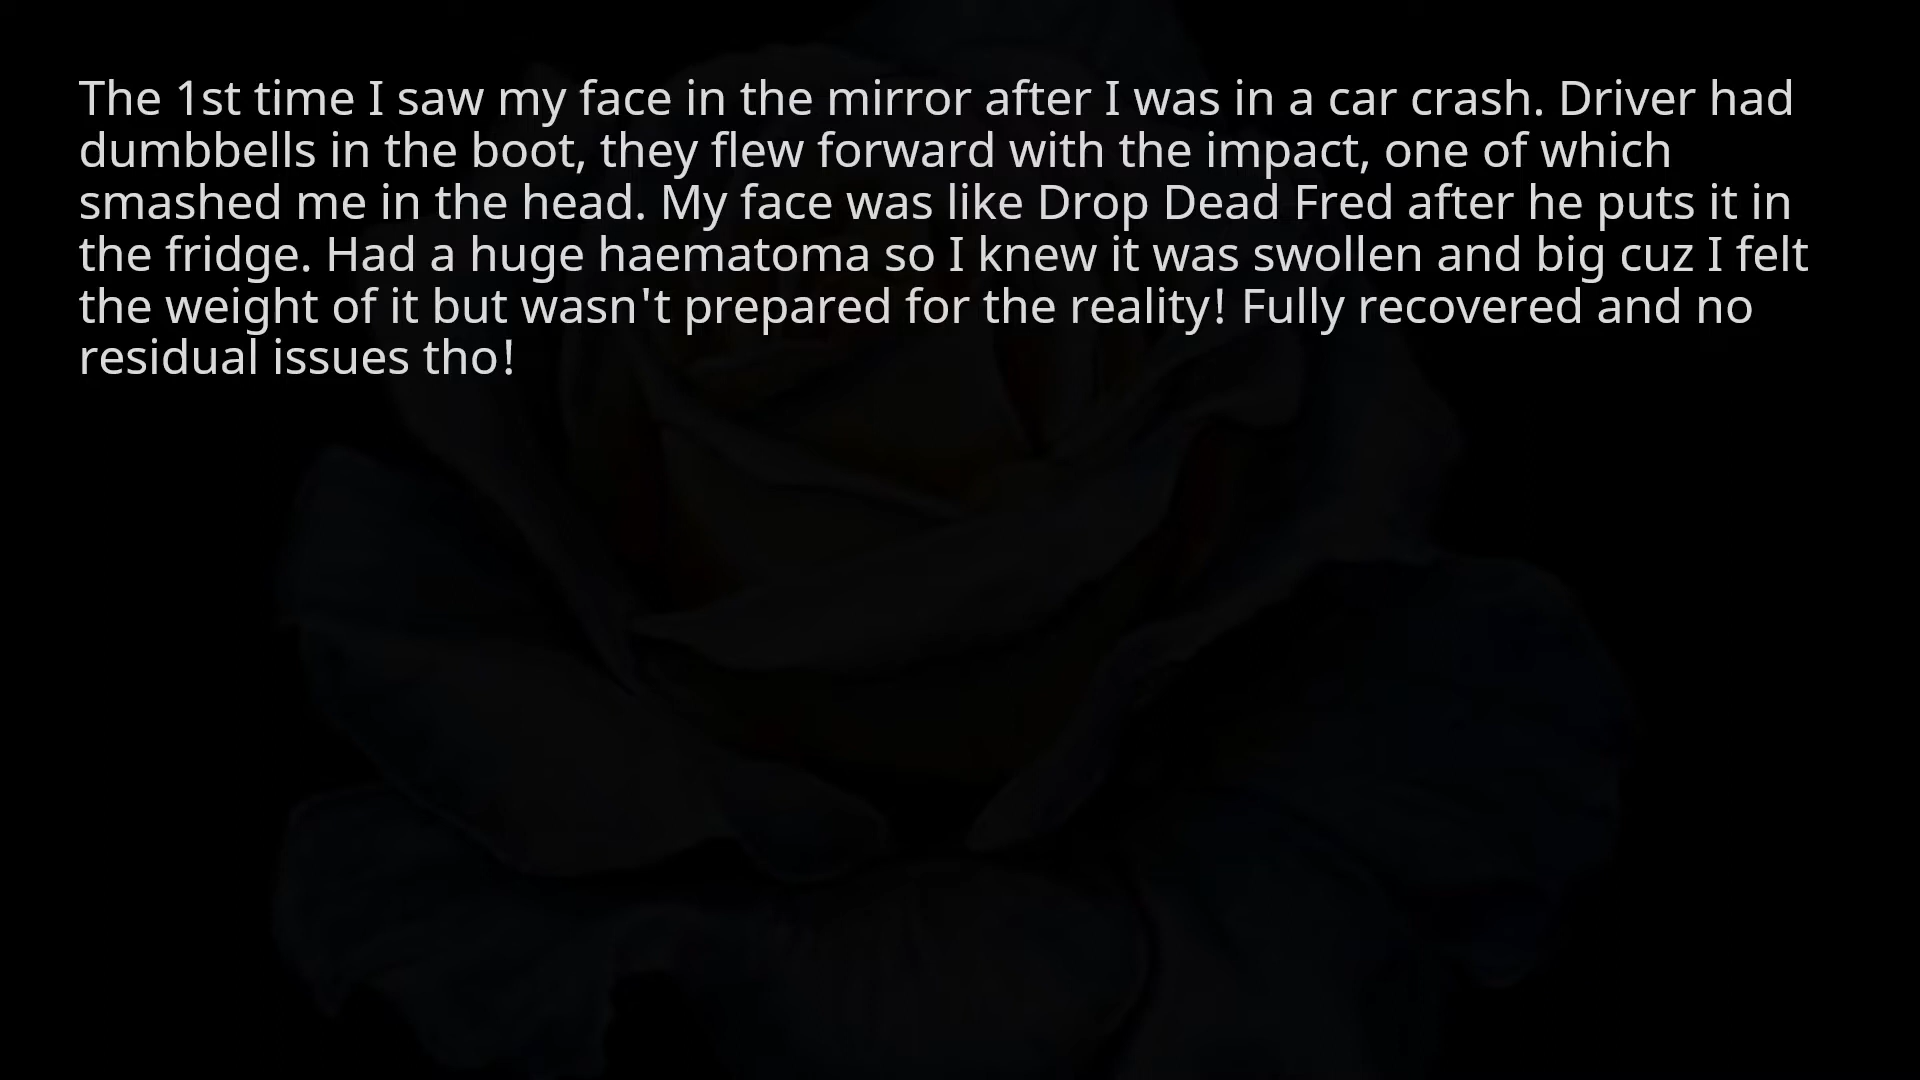 The 1st time I saw my face in the mirror after I was in a car crash. Driver had
dumbbells in the boot, they flew forward with the impact, one of which
smashed me in the head. My face was like Drop Dead Fred after he puts it in
the fridge. Had a huge haematoma so I knew it was swollen and big cuz I felt
the weight of it but wasn't prepared for the reality! Fully recovered and no
residual issues tho!